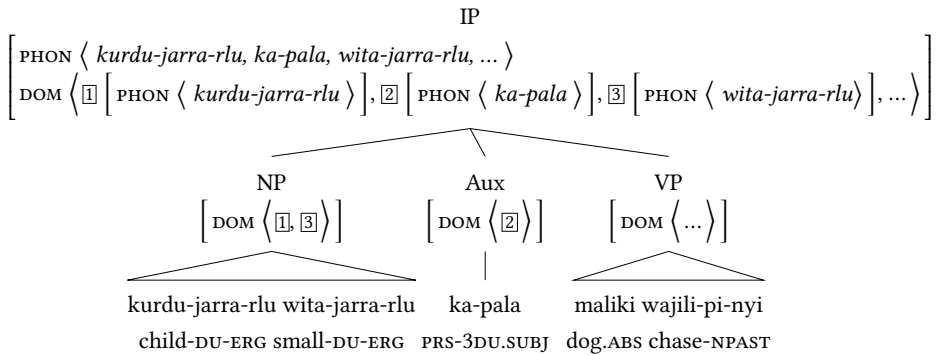 IP
PHON ⟨ kurdu-jarra-rlu, ka-pala, wita-jarra-rlu, … ⟩
DOM ⟨ 1 [ PHON ⟨ kurdu-jarra-rlu ⟩ ], 2 [ PHON ⟨ ka-pala ⟩ ], 3 [ PHON ⟨ wita-jarra-rlu⟩ ], … ⟩
NP Aux VP
[ DOM ⟨ 1, 3 ⟩ ] [ DOM ⟨ 2 ⟩ ] [ DOM ⟨ … ⟩ ]
kurdu-jarra-rlu wita-jarra-rlu ka-pala maliki wajili-pi-nyi
child-DU-ERG small-DU-ERG PRS-3DU.SUBJ dog.ABS chase-NPAST